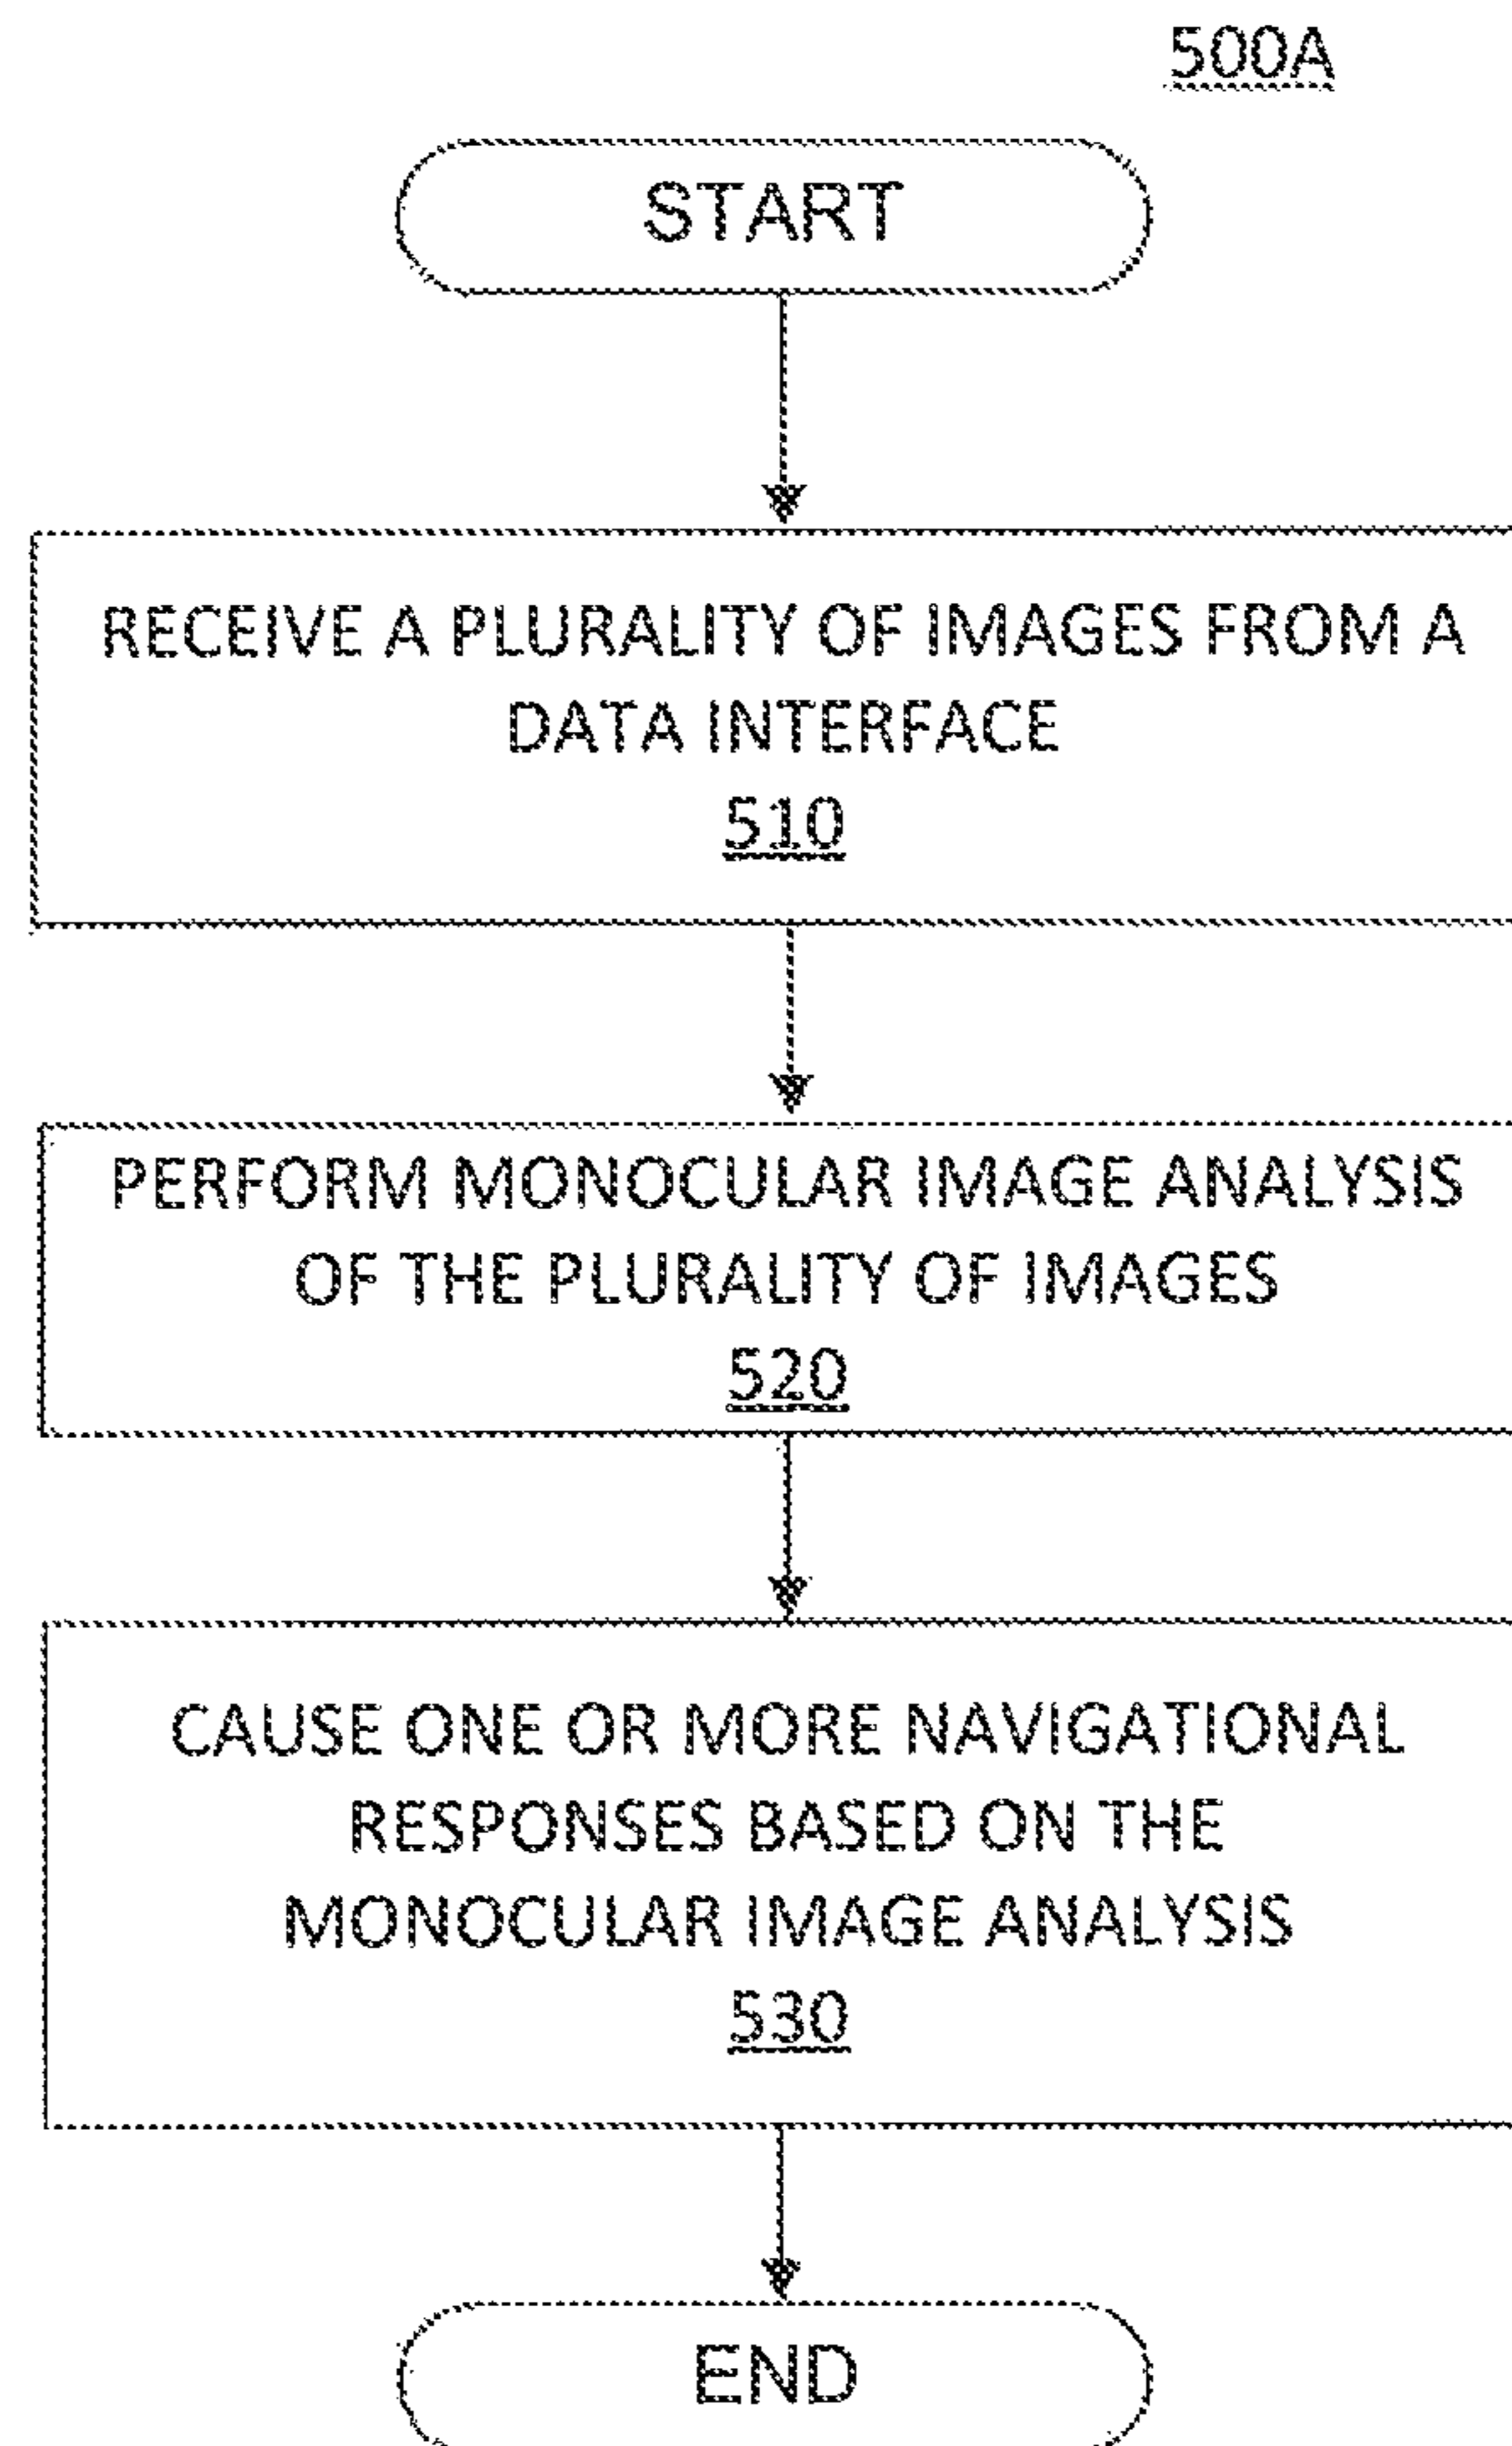 500A
START
RECEIVE A PLURALITY OF IMAGES FROM A
DATA INTERFACE
510
PERFORM MONOCULAR IMAGE ANALYSIS
OF THE PLURALITY OF IMAGES
520
CAUSE ONE OR MORE NAVIGATIONAL
RESPONSES BASED ON THE
MONOCULAR IMAGE ANALYSIS
530
END